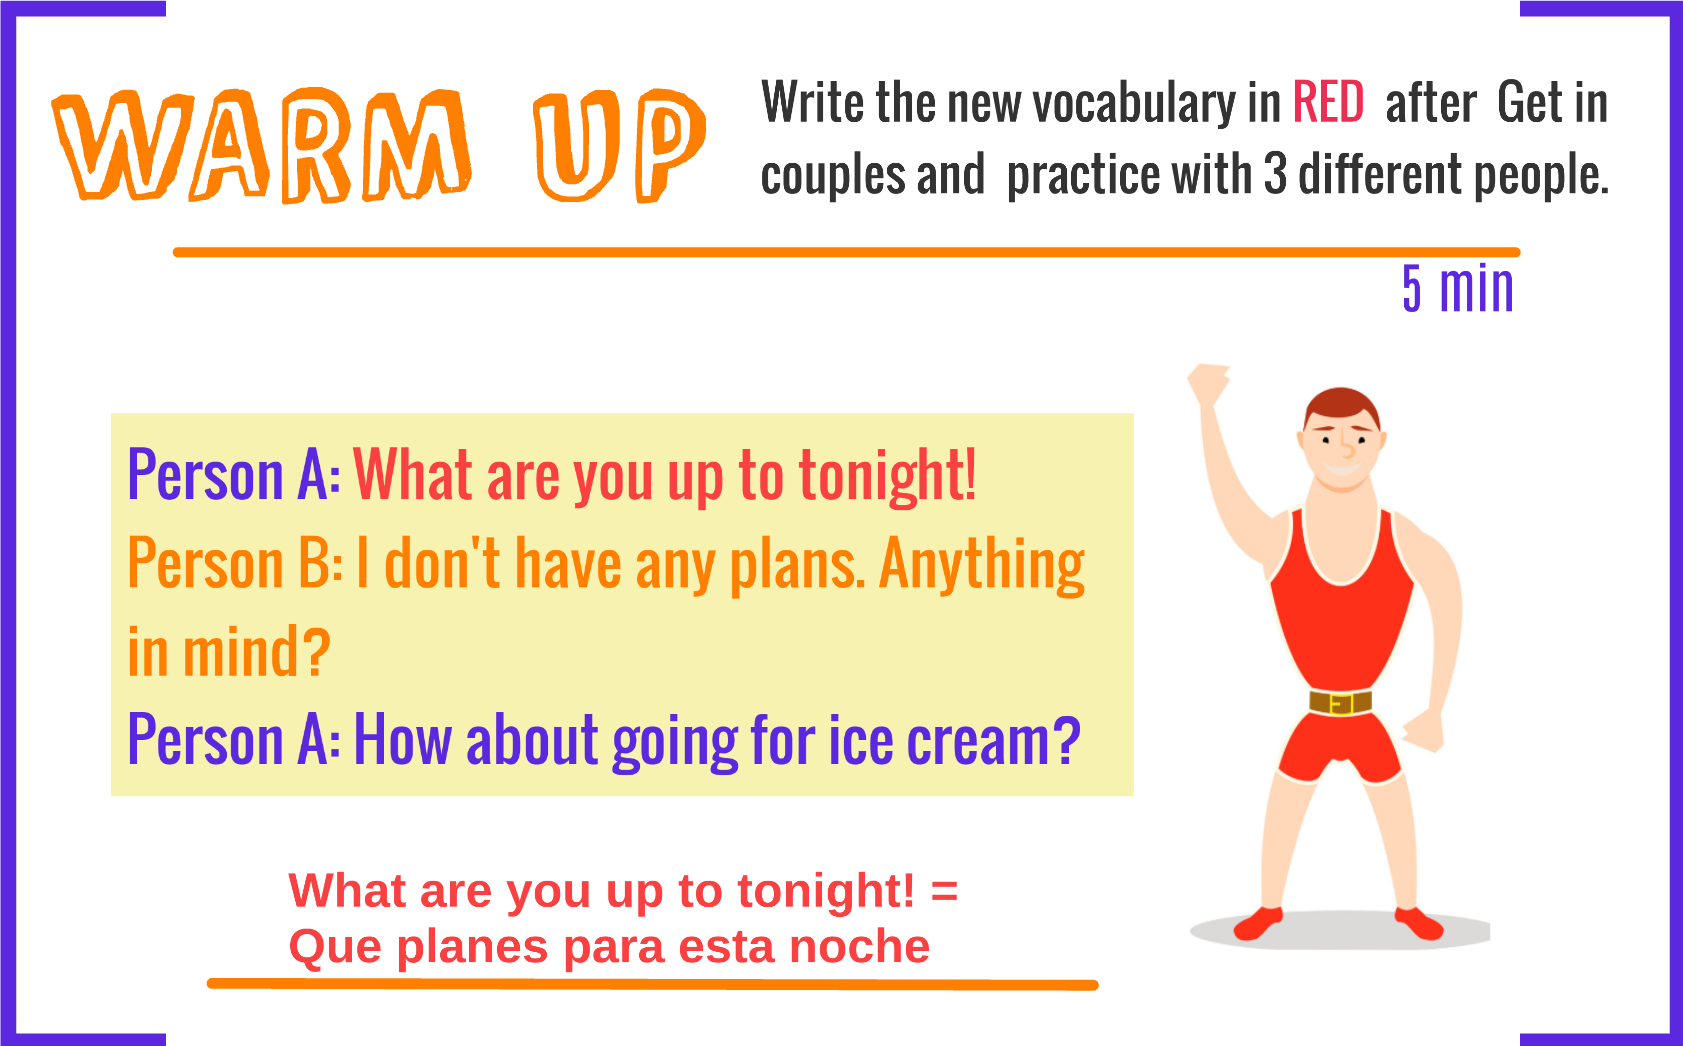 WARM UP
Write the new vocabulary in RED after Get in
couples and practice with 3 different people.
5 min
Person A: What are you up to tonight!
Person B: I don't have any plans. Anything
in mind?
Person A: How about going for ice cream?
What are you up to tonight! =
Que planes para esta noche